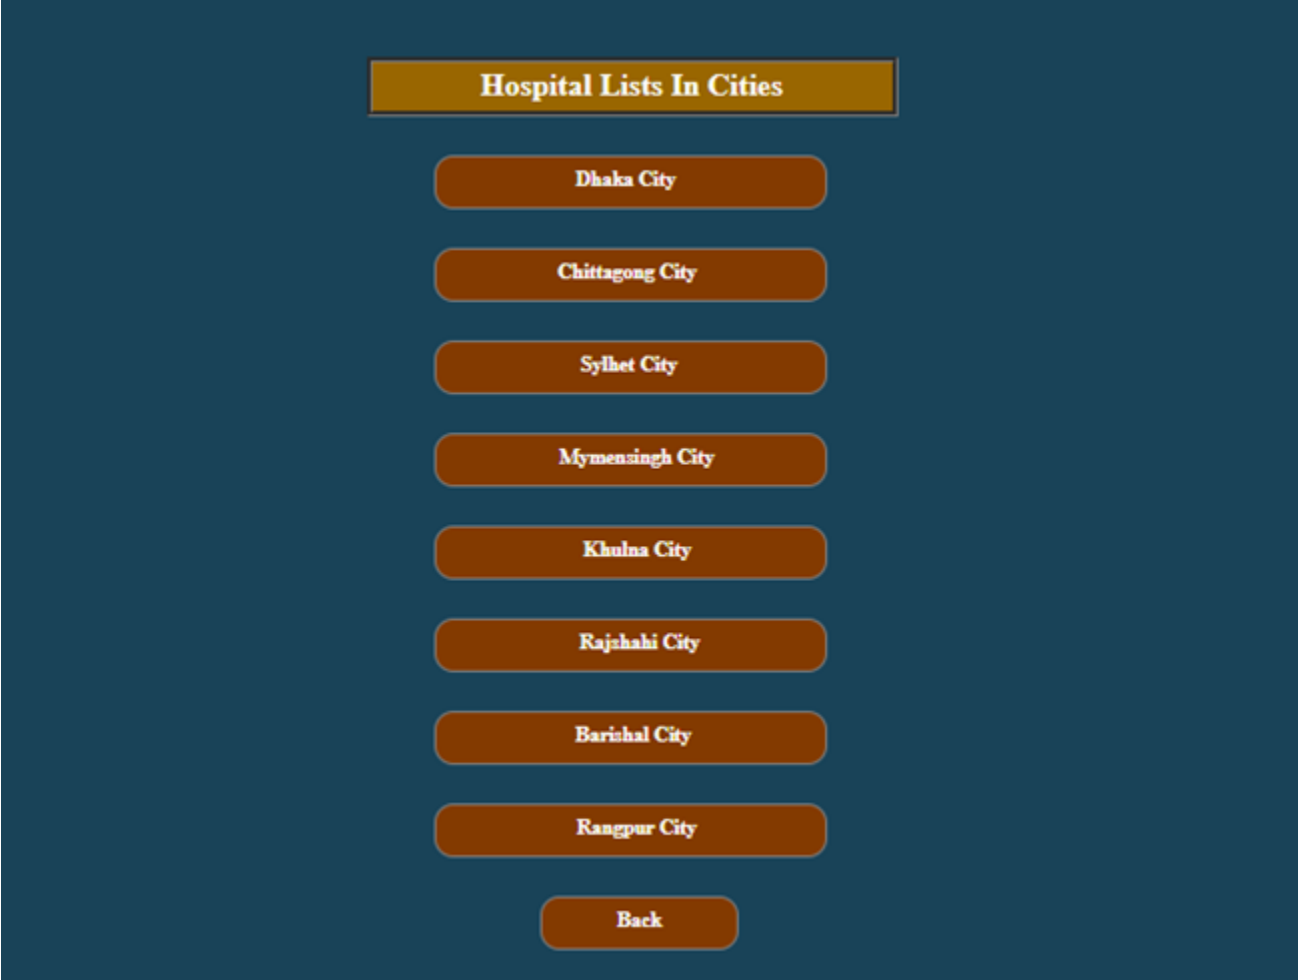 Hospital Lists In Cities
Dhaka City
Chittagong City
Sylhet City
Mymensingh City
Khulna City
Rajshahi City
Barishal City
Rangpur City
Back